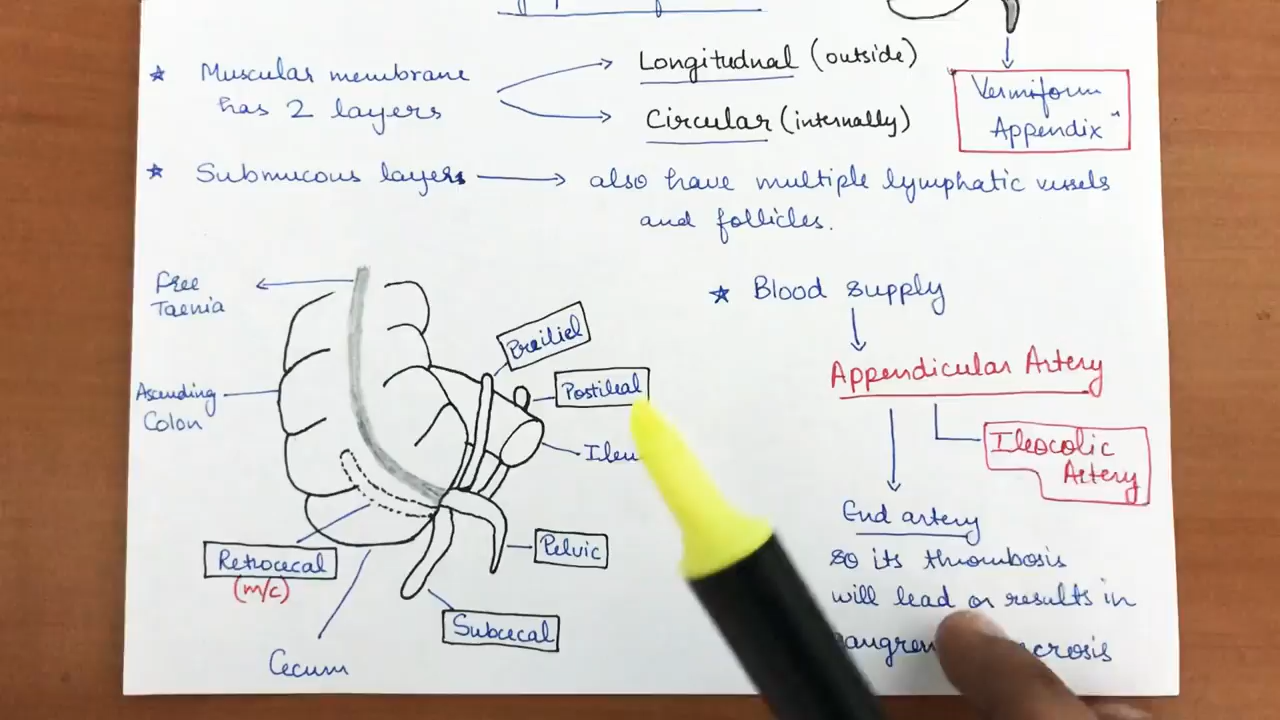 ★ Muscular membrane has 2 layers
Longitudnal (outside)
Circular (internally)
Vermiform
Appendix
★ Submucous layers → also have multiple lymphatic vessels
and follicles.
Free
Taenia
Ascending
Colon
Preiliel
Postileal
Ileu
Pelvic
Subcecal
Retrocecal
(m/c)
Cecum
★ Blood supply
Appendicular Artery
Ileocolic
Artery
End artery
so its thrombosis
will lead or results in